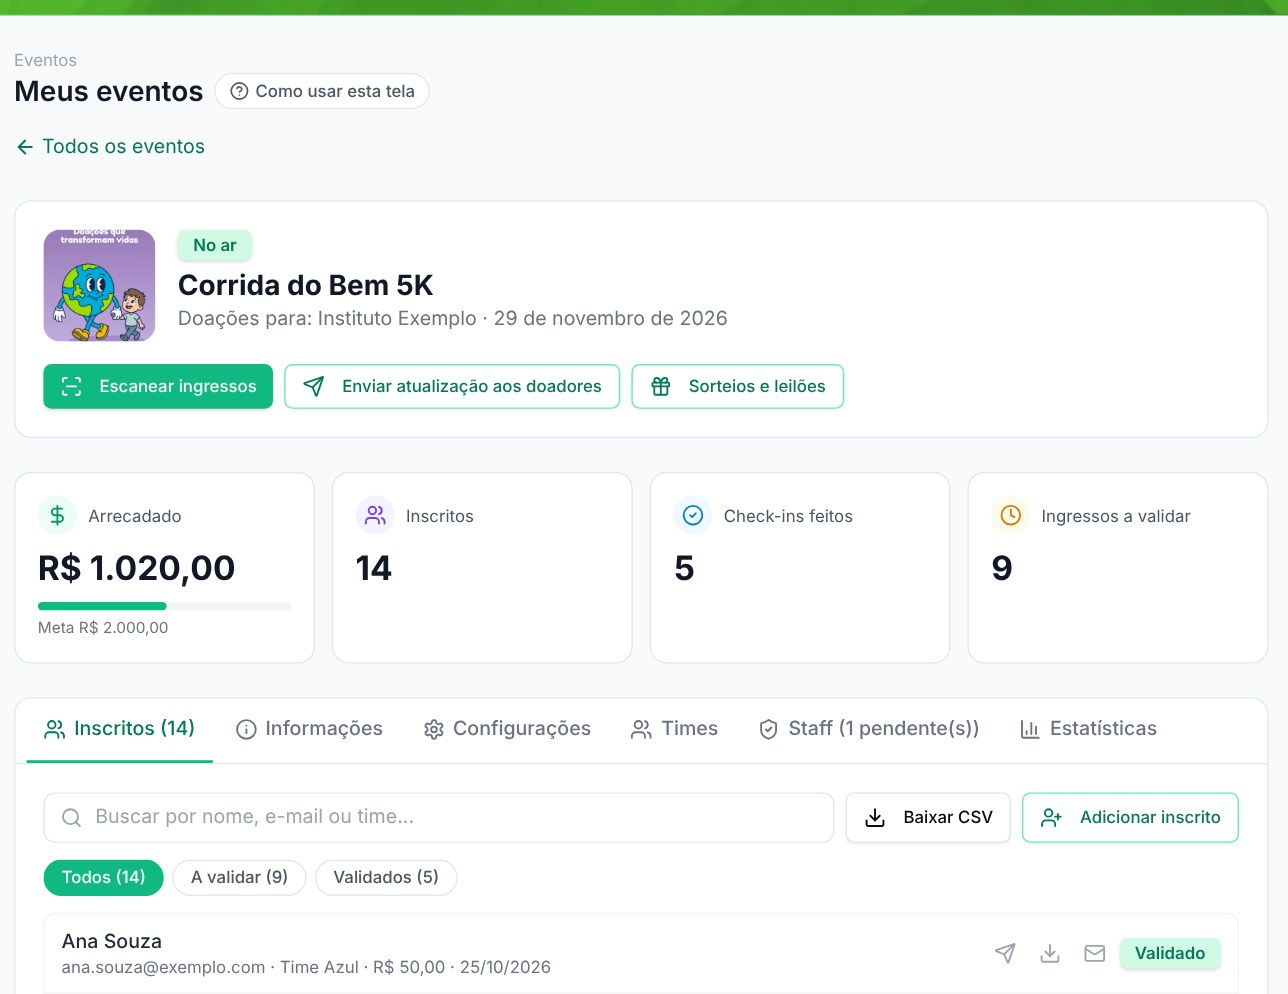 Eventos
Meus eventos
Como usar esta tela
Todos os eventos
Doações que
transformam vidas
No ar
Corrida do Bem 5K
Doações para: Instituto Exemplo · 29 de novembro de 2026
Escanear ingressos
Enviar atualização aos doadores
Sorteios e leilões
Arrecadado
R$ 1.020,00
Meta R$ 2.000,00
Inscritos
14
Check-ins feitos
5
Ingressos a validar
9
Inscritos (14)
Informações
Configurações
Times
Staff (1 pendente(s))
Estatísticas
Buscar por nome, e-mail ou time...
Baixar CSV
Adicionar inscrito
Todos (14)
A validar (9)
Validados (5)
Ana Souza
ana.souza@exemplo.com · Time Azul · R$ 50,00 · 25/10/2026
Validado